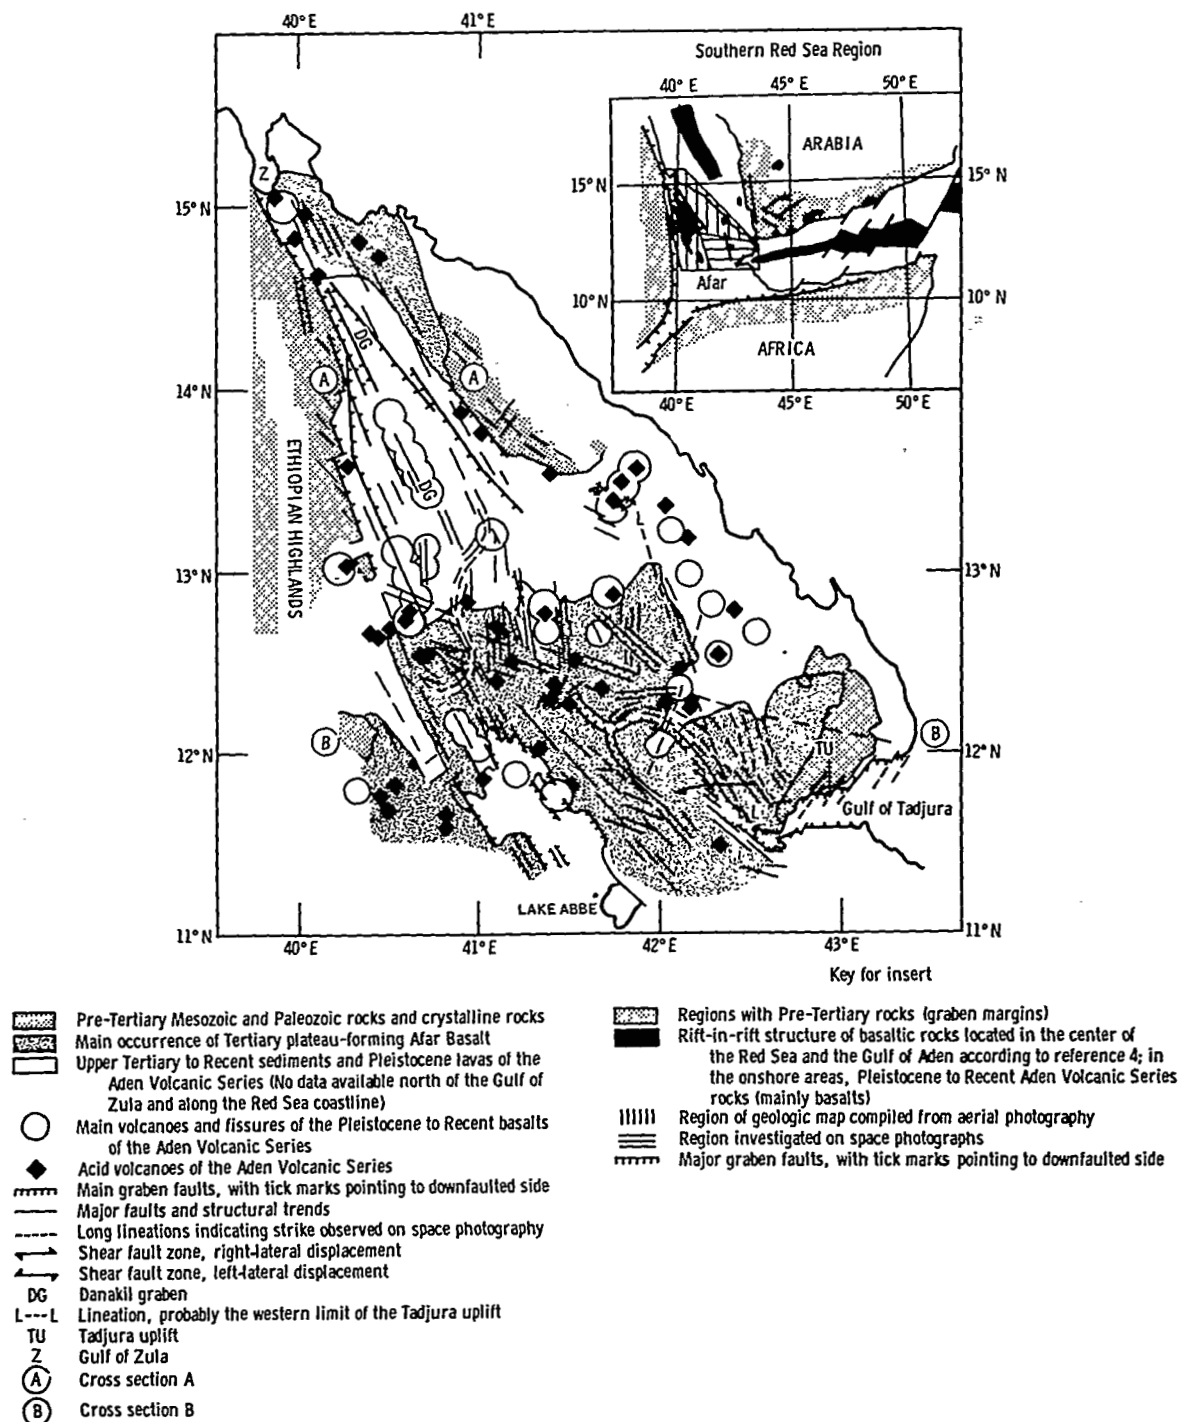 40° E
41° E
Southern Red Sea Region
40° E
45° E
50° E
ARABIA
15° N
15° N
Afar
10° N
10° N
AFRICA
40° E
45° E
50° E
Z
15° N
DG
A
A
14° N
ETHIOPIAN HIGHLANDS
DG
L
13° N
13° N
B
TU
B
12° N
12° N
L
Gulf of Tadjura
LAKE ABBE
11° N
11° N
40° E
41° E
42° E
43° E
Key for insert
Pre-Tertiary Mesozoic and Paleozoic rocks and crystalline rocks
Main occurrence of Tertiary plateau-forming Afar Basalt
Upper Tertiary to Recent sediments and Pleistocene lavas of the
Aden Volcanic Series (No data available north of the Gulf of
Zula and along the Red Sea coastline)
Main volcanoes and fissures of the Pleistocene to Recent basalts
of the Aden Volcanic Series
Acid volcanoes of the Aden Volcanic Series
Main graben faults, with tick marks pointing to downfaulted side
Major faults and structural trends
Long lineations indicating strike observed on space photography
Shear fault zone, right-lateral displacement
Shear fault zone, left-lateral displacement
DG Danakil graben
L---L Lineation, probably the western limit of the Tadjura uplift
TU Tadjura uplift
Z Gulf of Zula
A Cross section A
B Cross section B
Regions with Pre-Tertiary rocks (graben margins)
Rift-in-rift structure of basaltic rocks located in the center of
the Red Sea and the Gulf of Aden according to reference 4; in
the onshore areas, Pleistocene to Recent Aden Volcanic Series
rocks (mainly basalts)
Region of geologic map compiled from aerial photography
Region investigated on space photographs
Major graben faults, with tick marks pointing to downfaulted side